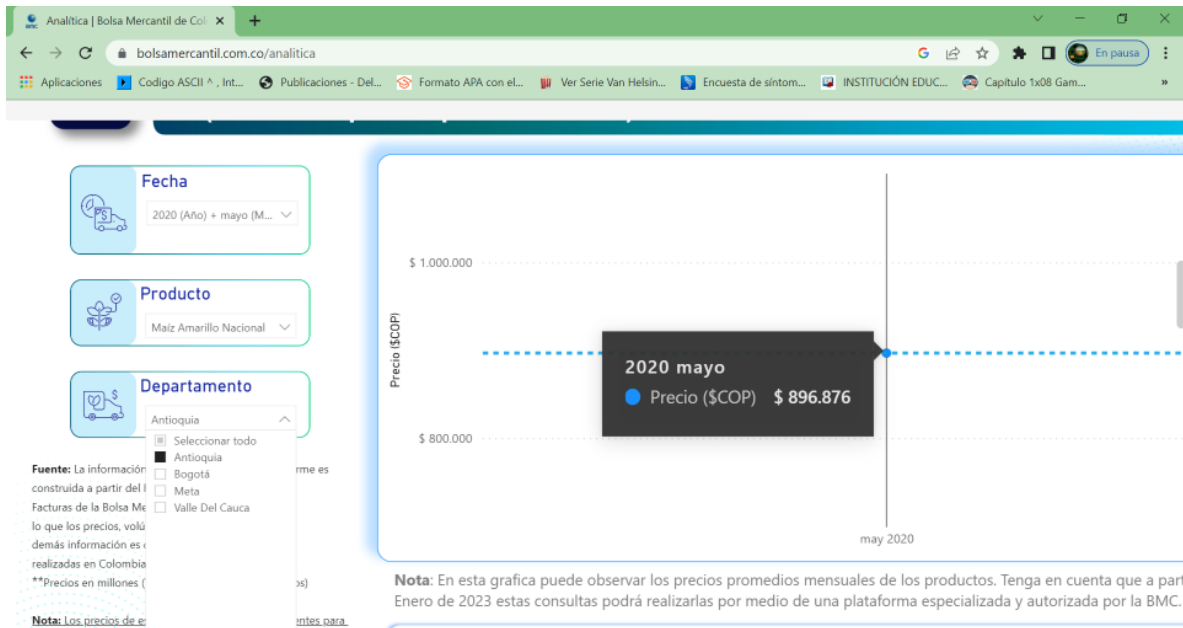 Analítica | Bolsa Mercantil de Col
bolsamercantil.com.co/analitica
En pausa
Aplicaciones
Codigo ASCII ^ , Int...
Publicaciones - Del...
Formato APA con el...
Ver Serie Van Helsin...
Encuesta de síntom...
INSTITUCIÓN EDUC...
Capítulo 1x08 Gam...
»
Fecha
2020 (Año) + mayo (M...
Producto
Maíz Amarillo Nacional
Departamento
Antioquia
Seleccionar todo
Antioquia
Bogotá
Meta
Valle Del Cauca
Fuente: La información rme es
construida a partir del
Facturas de la Bolsa Me
lo que los precios, volú
demás información es
realizadas en Colombia
**Precios en millones ( os)
Nota: Los precios de es entes para
$ 1.000.000
Precio ($COP)
2020 mayo
Precio ($COP) $ 896.876
$ 800.000
may 2020
Nota: En esta grafica puede observar los precios promedios mensuales de los productos. Tenga en cuenta que a part
Enero de 2023 estas consultas podrá realizarlas por medio de una plataforma especializada y autorizada por la BMC.